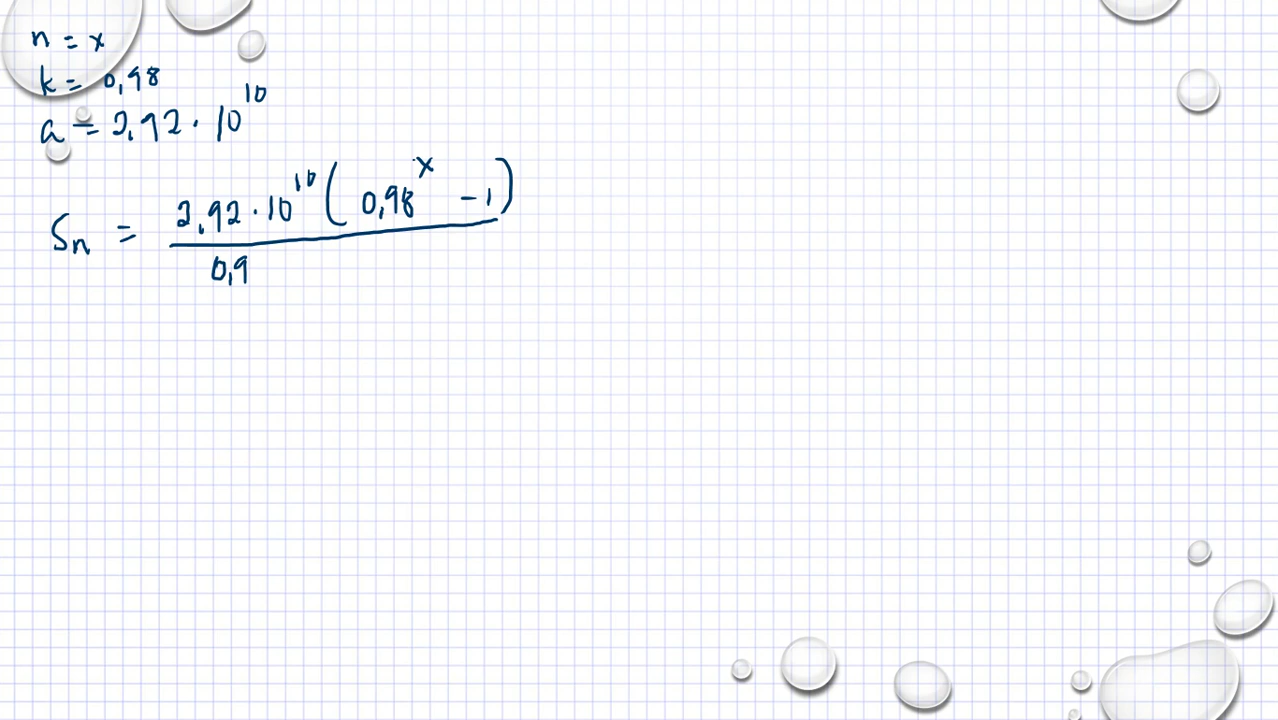 n = x
k = 0,98
a = 2,92 · 10^10
Sn = 2,92 · 10^10 ( 0,98^x - 1 )
0,9